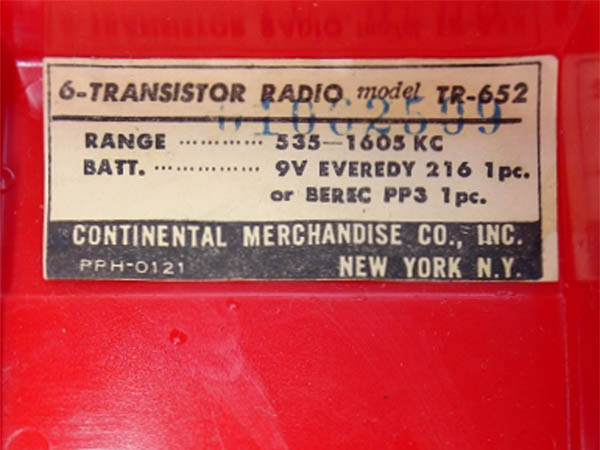 6-TRANSISTOR RADIO model TR-652
RANGE ............ 535-1605 KC
BATT. ............... 9V EVEREDY 216 1pc.
or BEREC PP3 1pc.
CONTINENTAL MERCHANDISE CO., INC.
PPH-0121 NEW YORK N.Y.